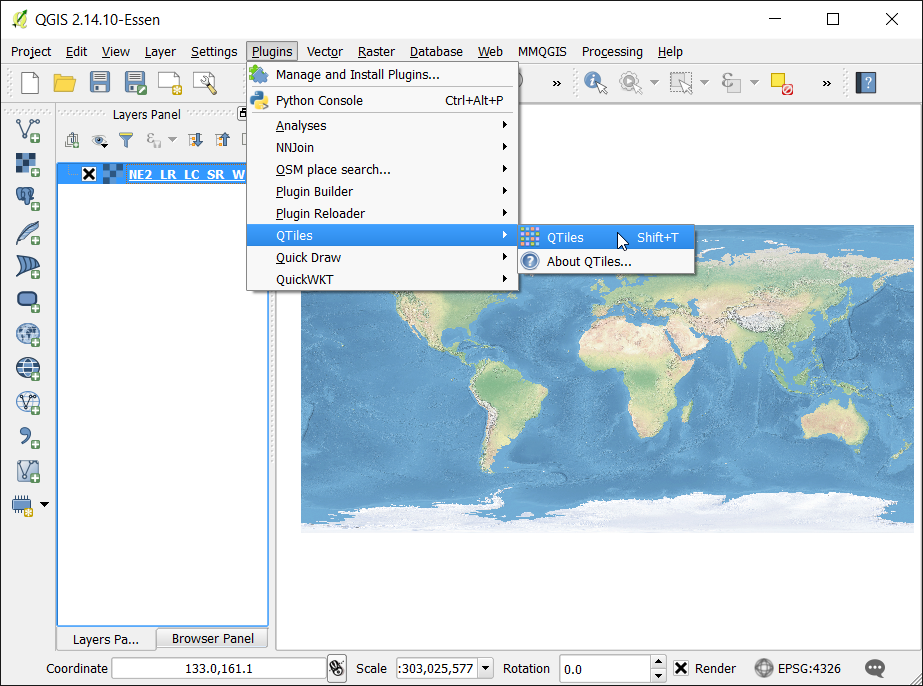 QGIS 2.14.10-Essen
Project Edit View Layer Settings Plugins Vector Raster Database Web MMQGIS Processing Help
Manage and Install Plugins...
Python Console Ctrl+Alt+P
Layers Panel
Analyses
NNJoin
OSM place search...
NE2_LR_LC_SR_W
Plugin Builder
Plugin Reloader
QTiles
QTiles Shift+T
Quick Draw
About QTiles...
QuickWKT
Layers Pa... Browser Panel
Coordinate 133.0,161.1 Scale :303,025,577 Rotation 0.0 Render EPSG:4326